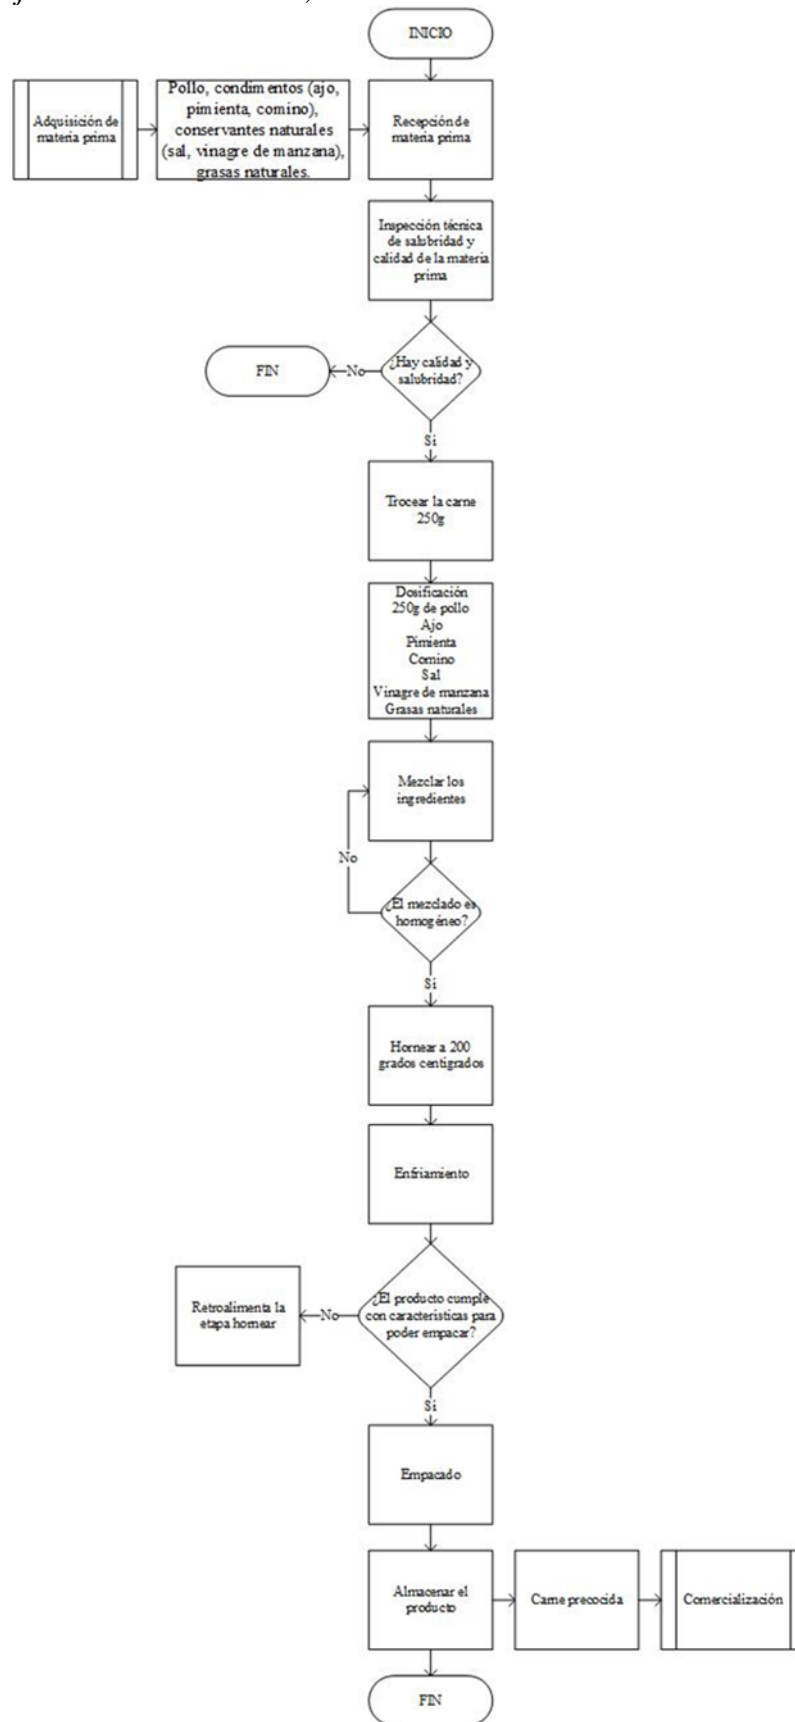 INICIO
Adquisición de
materia prima
Pollo, condimentos (ajo,
pimienta, comino),
conservantes naturales
(sal, vinagre de manzana),
grasas naturales.
Recepción de
materia prima
Inspección técnica
de salubridad y
calidad de la materia
prima
¿Hay calidad y
salubridad?
No
FIN
Si
Trocear la carne
250g
Dosificación
250g de pollo
Ajo
Pimienta
Comino
Sal
Vinagre de manzana
Grasas naturales
Mezclar los
ingredientes
No
¿El mezclado es
homogéneo?
Si
Hornear a 200
grados centigrados
Enfriamiento
¿El producto cumple
con caracteristicas para
poder empacar?
No
Retroalimenta la
etapa hornear
Si
Empacado
Almacenar el
producto
Carne precocida
Comercialización
FIN